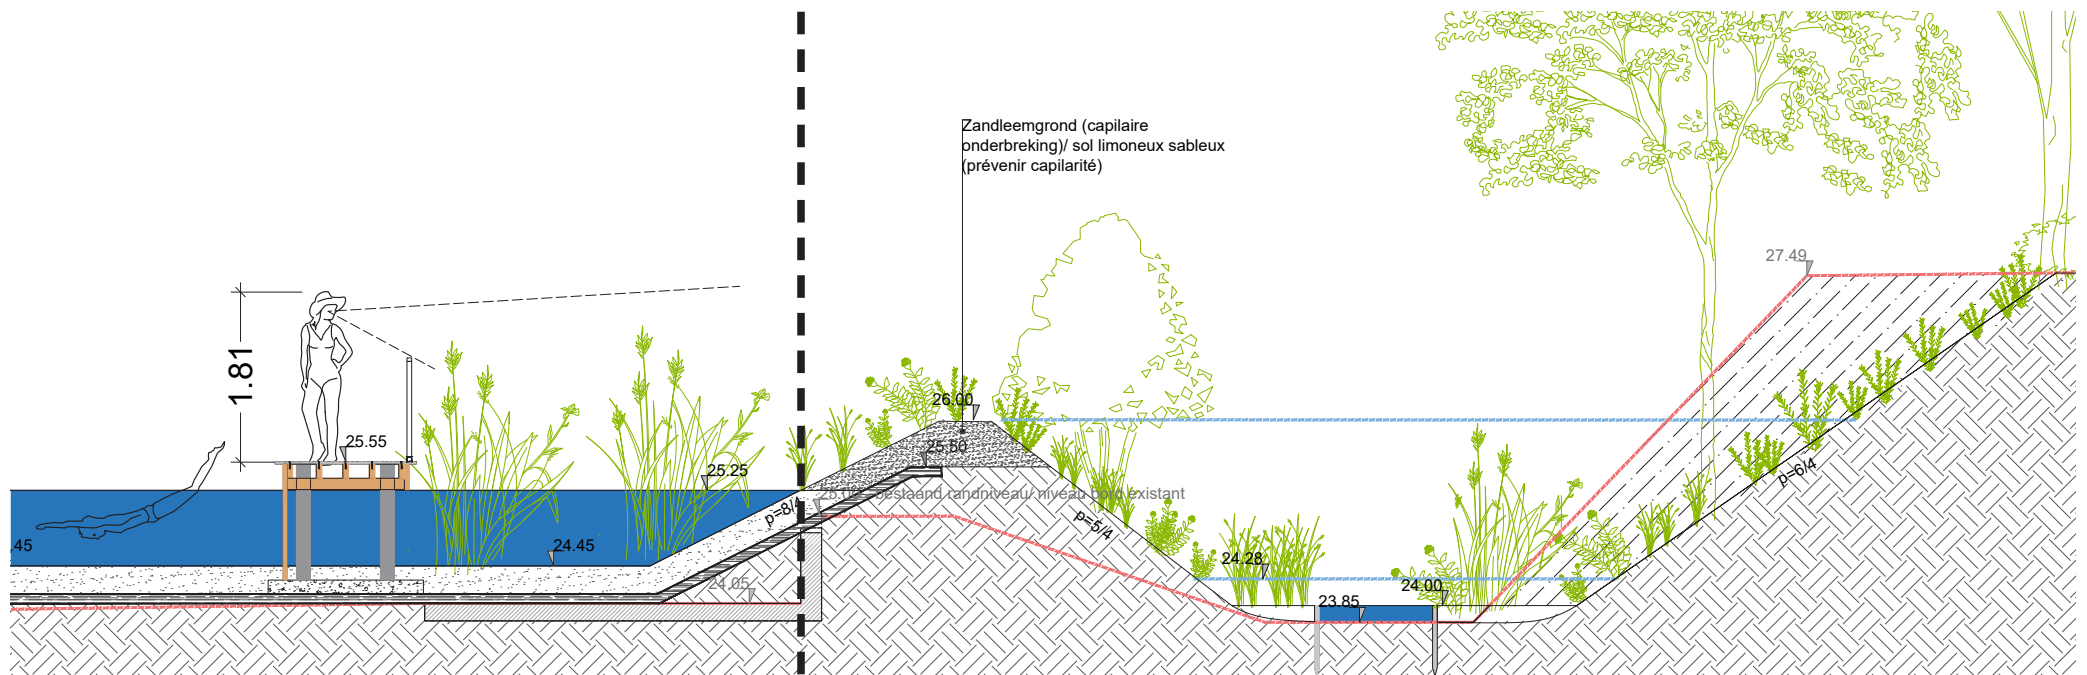 Zandleemgrond (capilaire
onderbreking)/ sol limoneux sableux
(prévenir capilarité)
27.49
1.81
26.00
25.55
25.50
25.25
bestaand randniveau/ niveau bord existant
p=8/4
p=5/4
p=6/4
.45
24.45
24.28
24.05
24.00
23.85